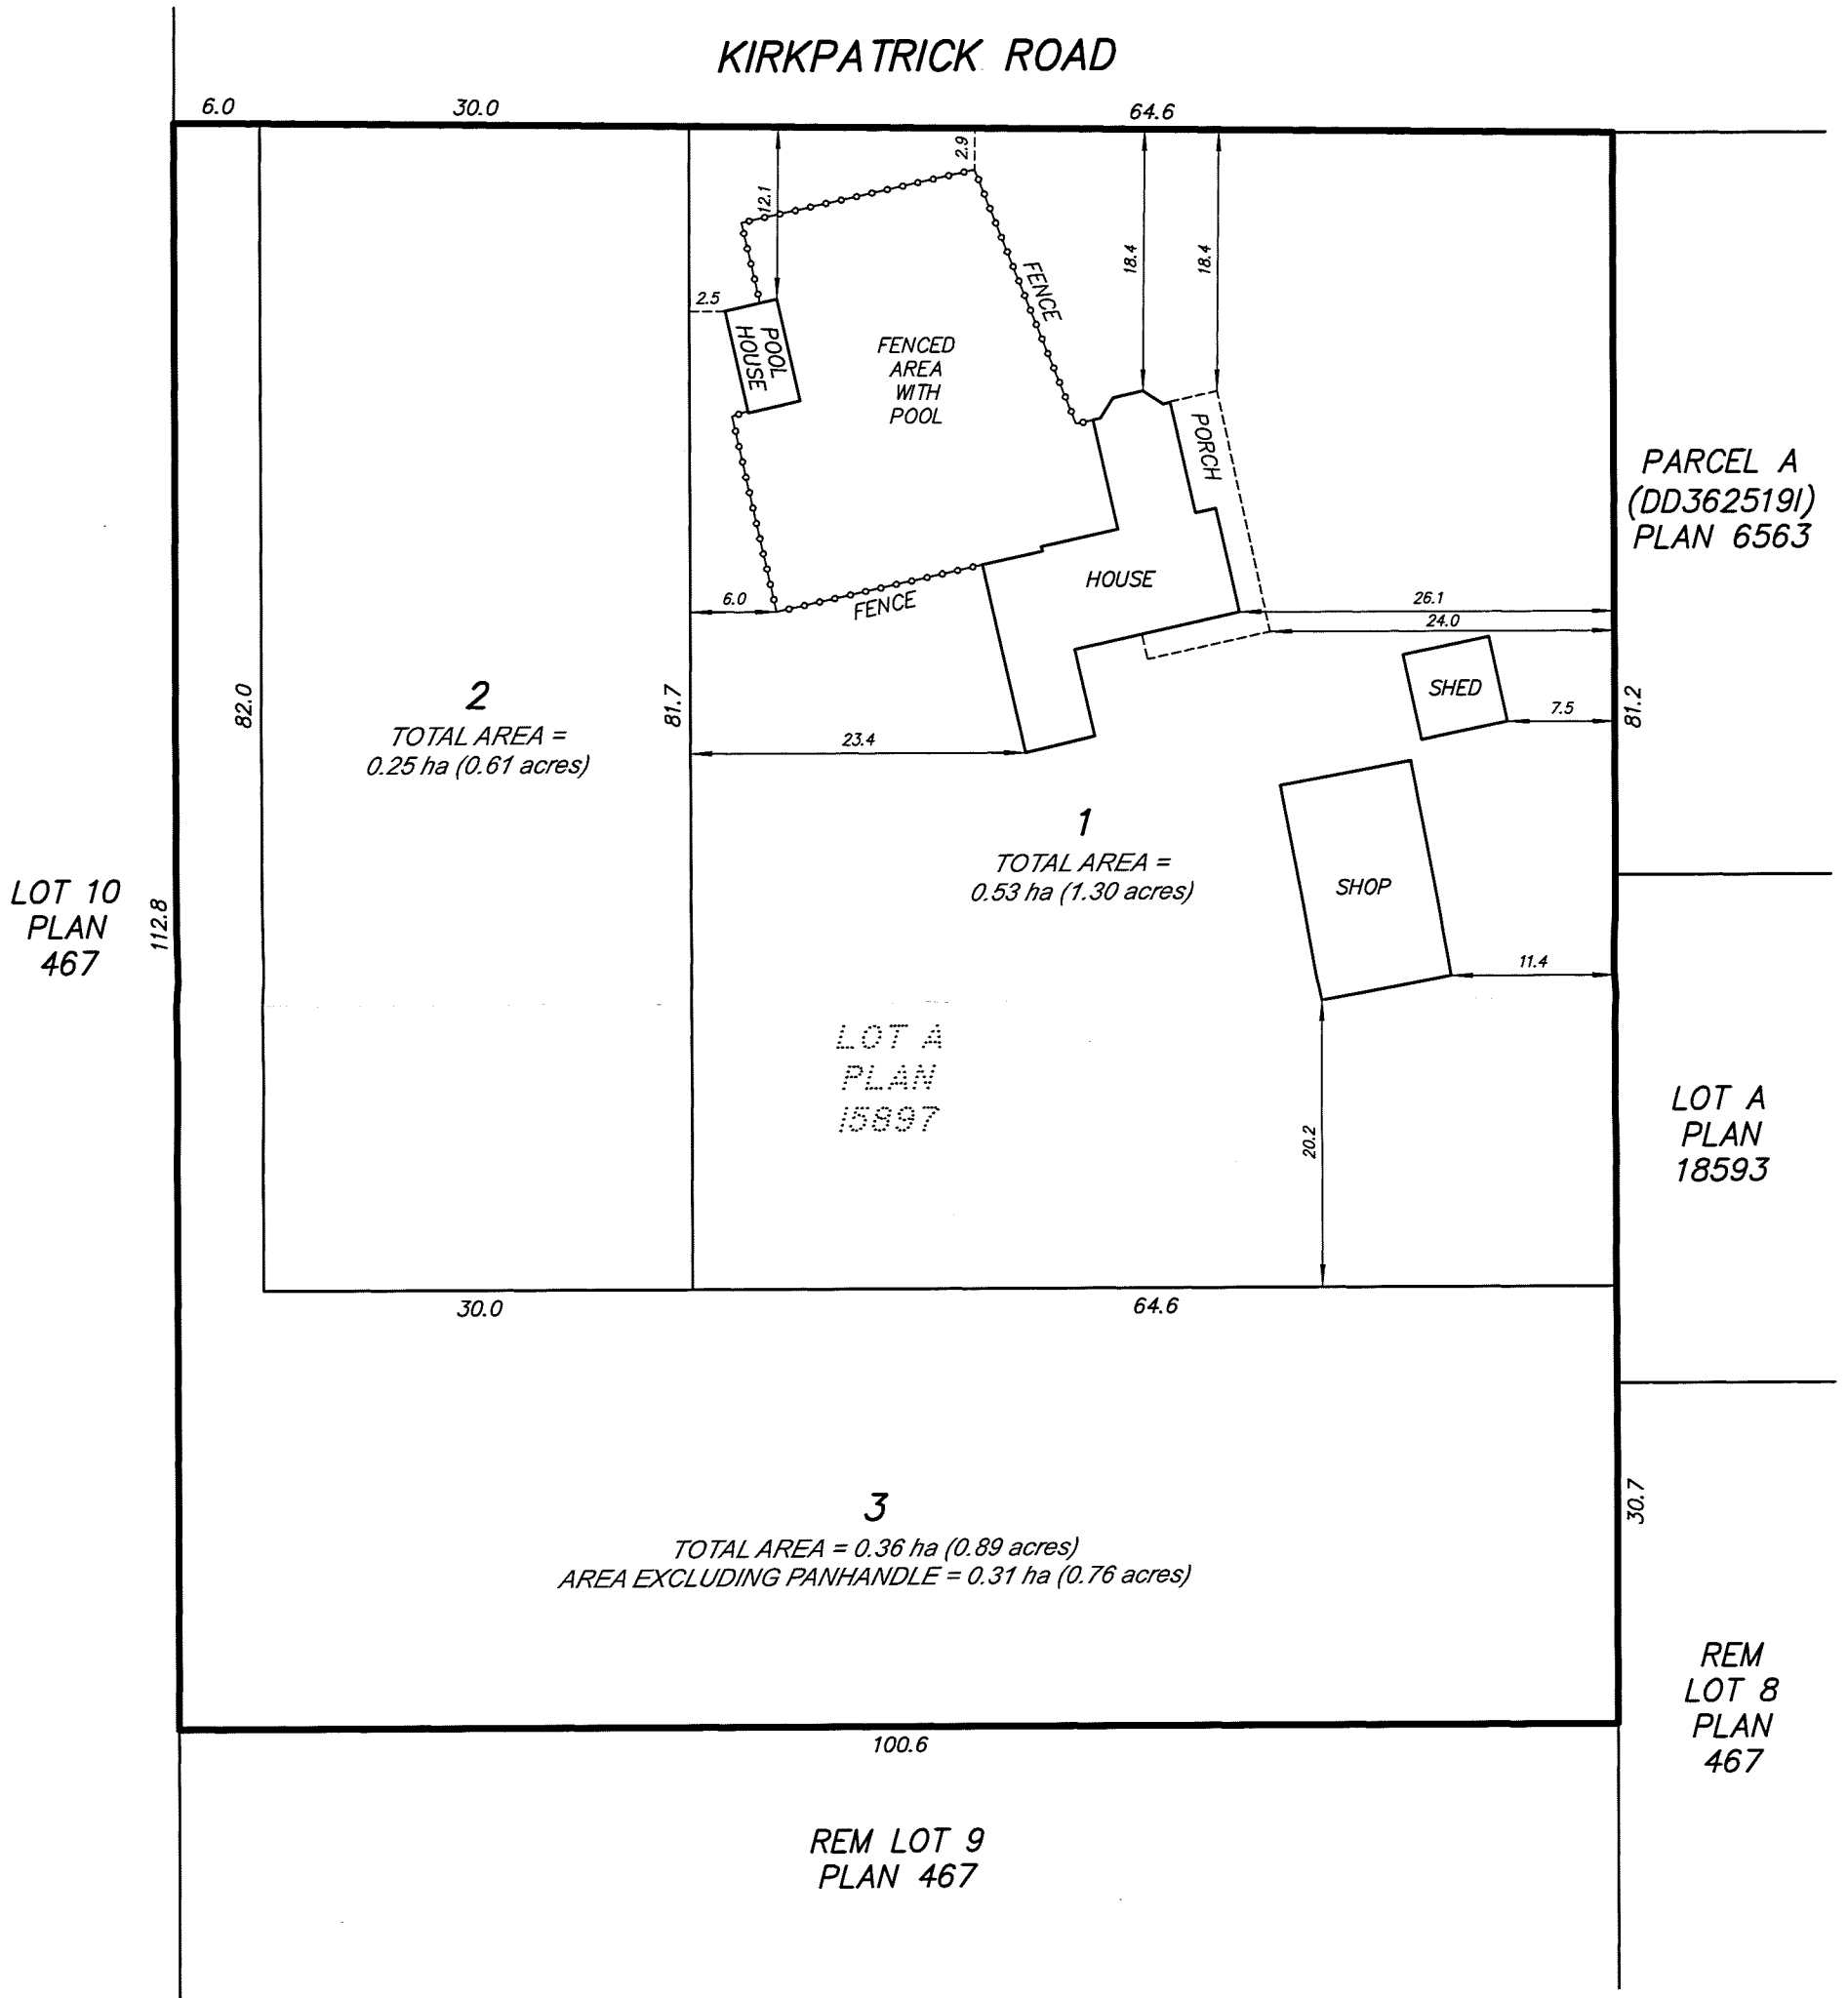 KIRKPATRICK ROAD
6.0
30.0
64.6
2.9
12.1
18.4
18.4
FENCE
2.5
POOL
HOUSE
FENCED
AREA
WITH
POOL
PORCH
PARCEL A
(DD362519I)
PLAN 6563
HOUSE
6.0
FENCE
26.1
24.0
SHED
7.5
81.2
82.0
2
TOTAL AREA =
0.25 ha (0.61 acres)
81.7
23.4
1
TOTAL AREA =
0.53 ha (1.30 acres)
SHOP
LOT 10
PLAN
467
112.8
11.4
LOT A
PLAN
15897
20.2
LOT A
PLAN
18593
30.0
64.6
3
TOTAL AREA = 0.36 ha (0.89 acres)
AREA EXCLUDING PANHANDLE = 0.31 ha (0.76 acres)
30.7
REM
LOT 8
PLAN
467
100.6
REM LOT 9
PLAN 467